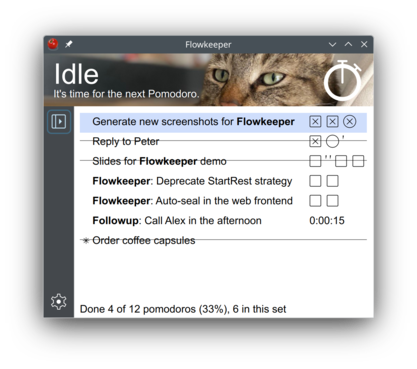 Flowkeeper
Idle
It's time for the next Pomodoro.
Generate new screenshots for Flowkeeper
Reply to Peter '
Slides for Flowkeeper demo ''
Flowkeeper: Deprecate StartRest strategy
Flowkeeper: Auto-seal in the web frontend
Followup: Call Alex in the afternoon 0:00:15
Order coffee capsules
Done 4 of 12 pomodoros (33%), 6 in this set